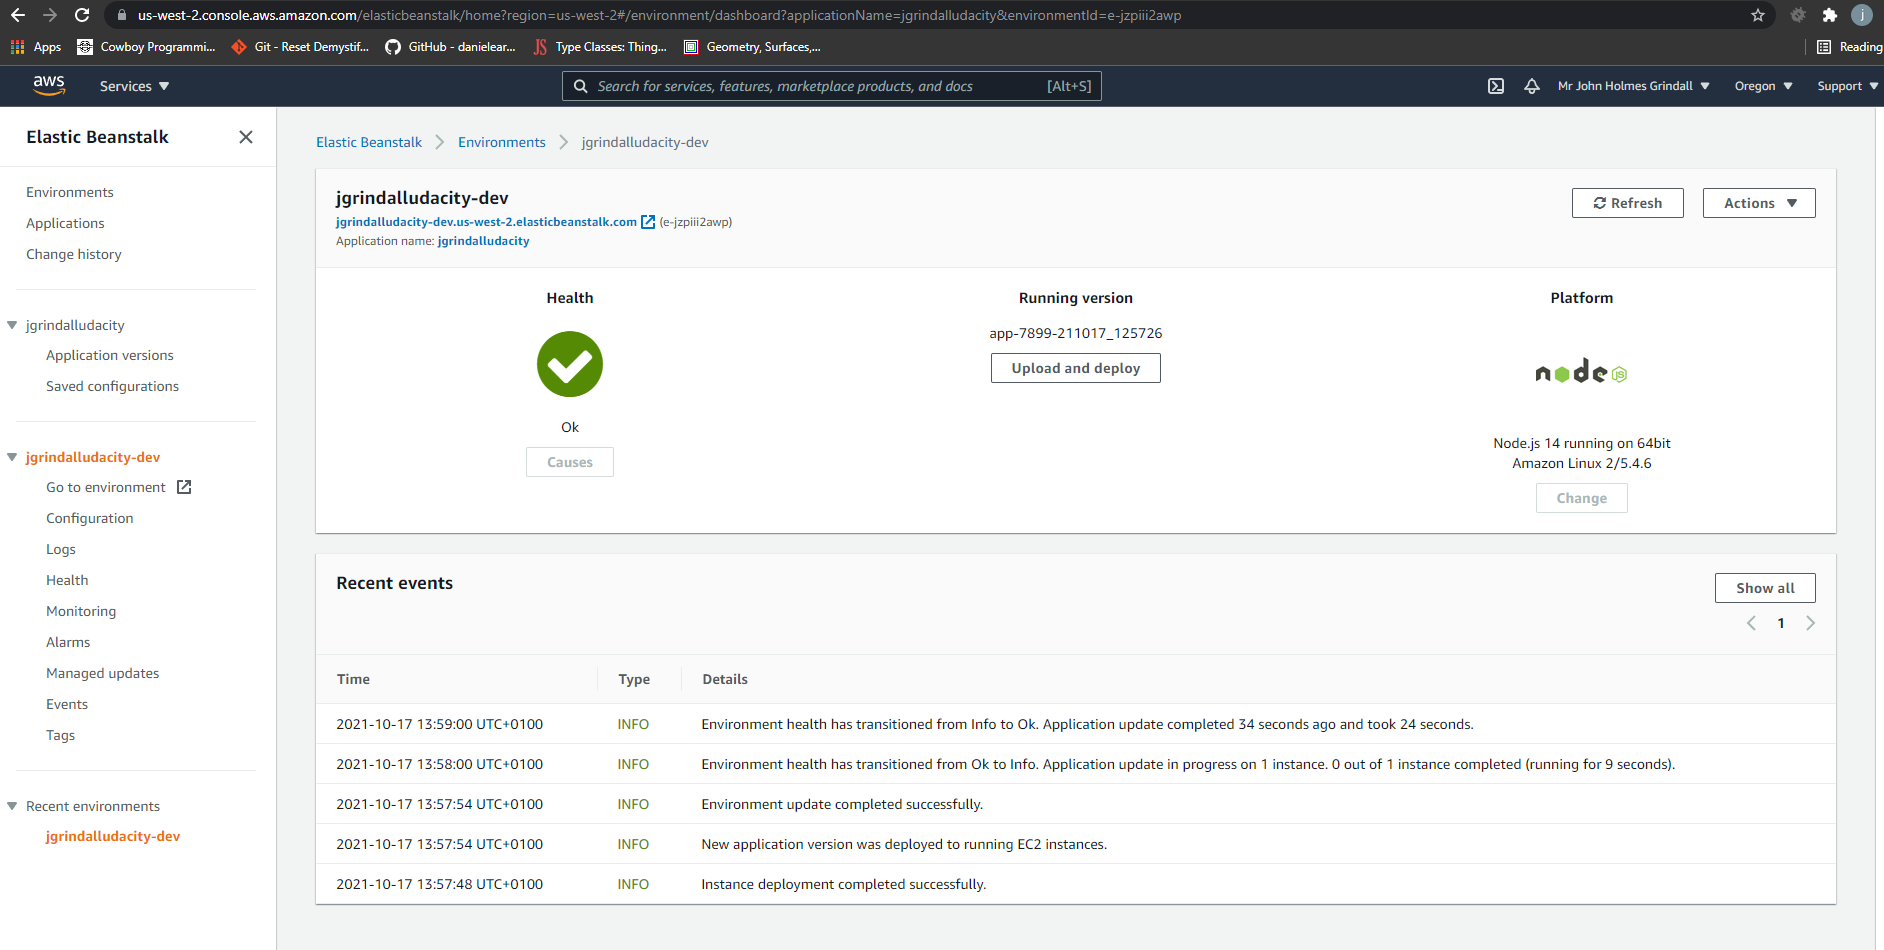 us-west-2.console.aws.amazon.com/elasticbeanstalk/home?region=us-west-2#/environment/dashboard?applicationName=jgrindalludacity&environmentId=e-jzpiii2awp
j
Apps
Cowboy Programmi...
Git - Reset Demystif...
GitHub - danielear...
JS Type Classes: Thing...
Geometry, Surfaces,...
Reading
aws
Services
Search for services, features, marketplace products, and docs [Alt+S]
Mr John Holmes Grindall
Oregon
Support
Elastic Beanstalk
Environments
Applications
Change history
jgrindalludacity
Application versions
Saved configurations
jgrindalludacity-dev
Go to environment
Configuration
Logs
Health
Monitoring
Alarms
Managed updates
Events
Tags
Recent environments
jgrindalludacity-dev
Elastic Beanstalk
Environments
jgrindalludacity-dev
jgrindalludacity-dev
jgrindalludacity-dev.us-west-2.elasticbeanstalk.com (e-jzpiii2awp)
Application name: jgrindalludacity
Refresh
Actions
Health
Ok
Causes
Running version
app-7899-211017_125726
Upload and deploy
Platform
node JS
Node.js 14 running on 64bit
Amazon Linux 2/5.4.6
Change
Recent events
Show all
1
Time Type Details
2021-10-17 13:59:00 UTC+0100 INFO Environment health has transitioned from Info to Ok. Application update completed 34 seconds ago and took 24 seconds.
2021-10-17 13:58:00 UTC+0100 INFO Environment health has transitioned from Ok to Info. Application update in progress on 1 instance. 0 out of 1 instance completed (running for 9 seconds).
2021-10-17 13:57:54 UTC+0100 INFO Environment update completed successfully.
2021-10-17 13:57:54 UTC+0100 INFO New application version was deployed to running EC2 instances.
2021-10-17 13:57:48 UTC+0100 INFO Instance deployment completed successfully.